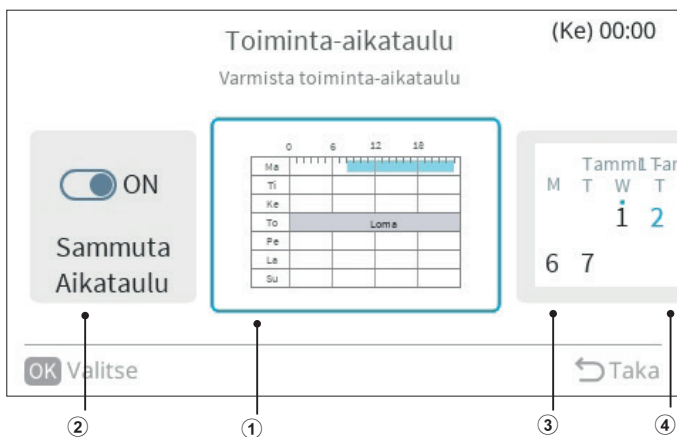 Toiminta-aikataulu
(Ke) 00:00
Varmista toiminta-aikataulu
ON
Sammuta
Aikataulu
0 6 12 18
Ma
Ti
Ke
To Loma
Pe
La
Su
M T W T
1 2
6 7
OK Valitse
Taka
② ① ③ ④